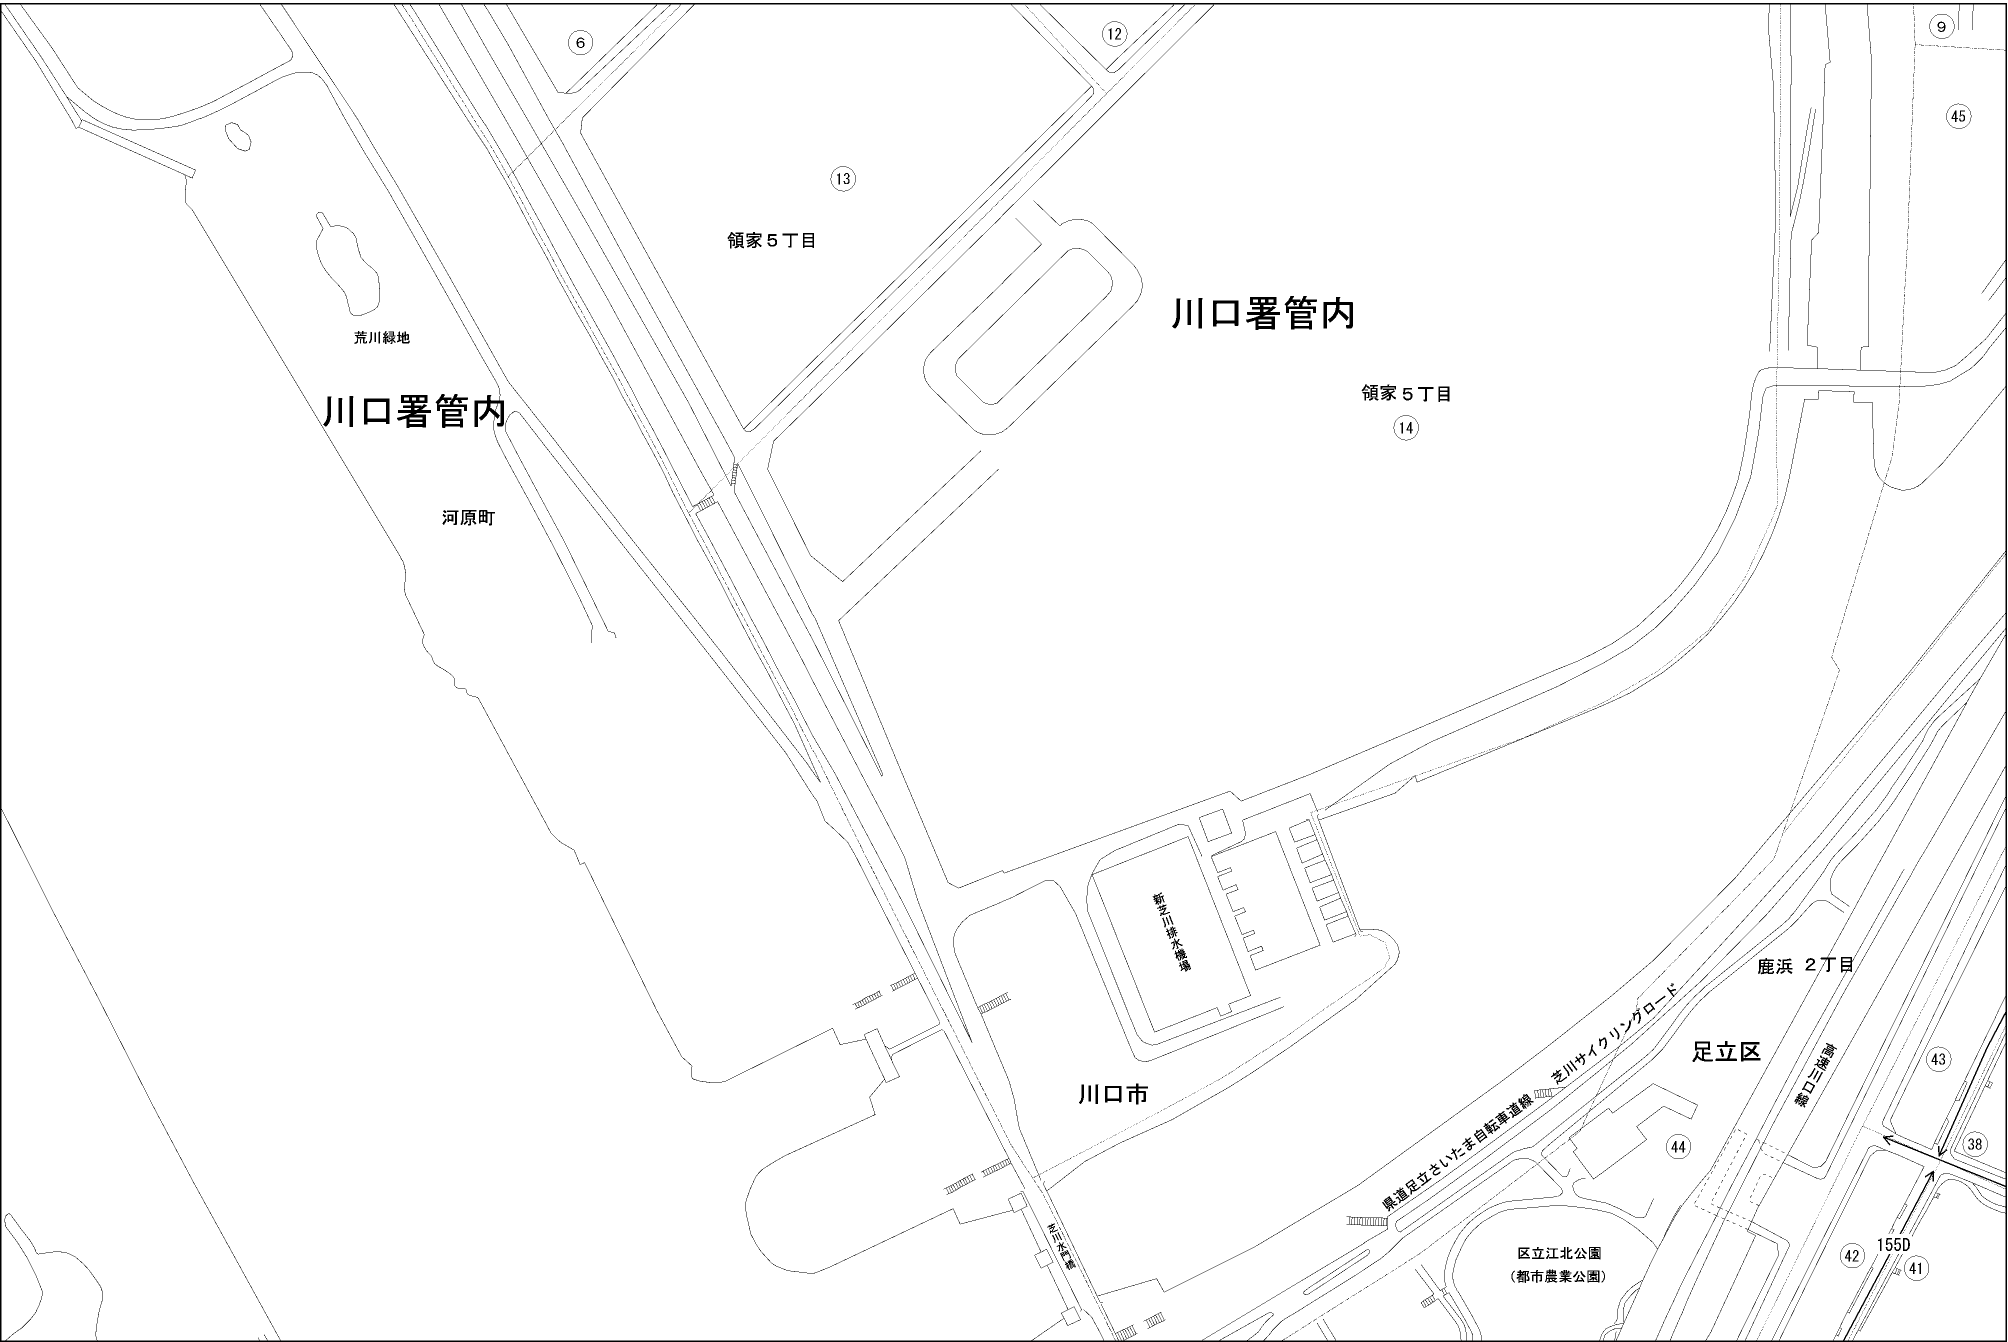 6
12
9
45
13
領家５丁目
川口署管内
荒川緑地
領家５丁目
14
川口署管内
河原町
新芝川排水機場
鹿浜 ２丁目
芝川サイクリングロード
足立区
高速川口線
43
川口市
県道足立さいたま自転車道線
44
38
芝川水門橋
区立江北公園
(都市農業公園)
42
155D
41